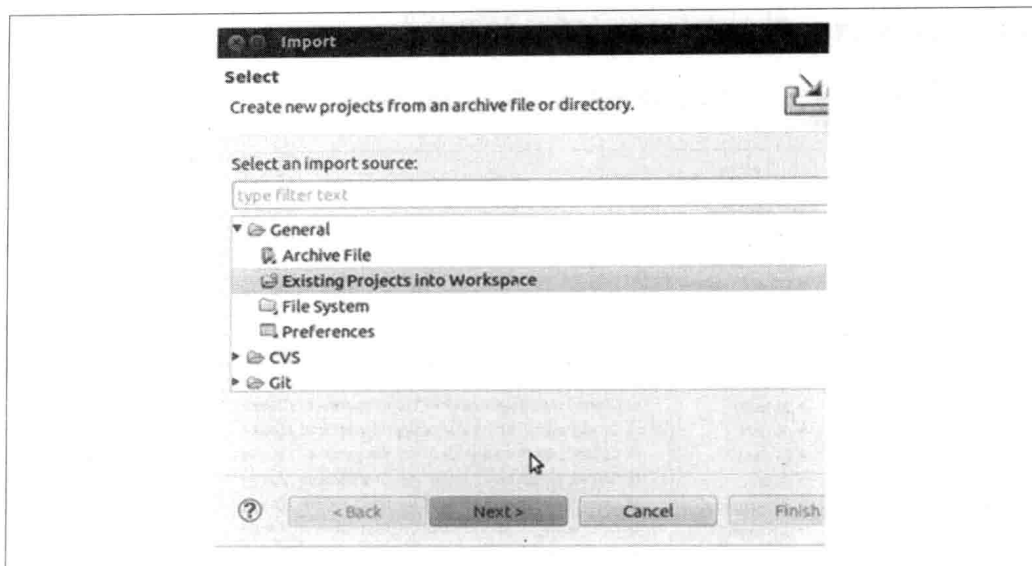 Import
Select
Create new projects from an archive file or directory.
Select an import source:
type filter text
General
Archive File
Existing Projects into Workspace
File System
Preferences
CVS
Git
?
< Back
Next >
Cancel
Finish